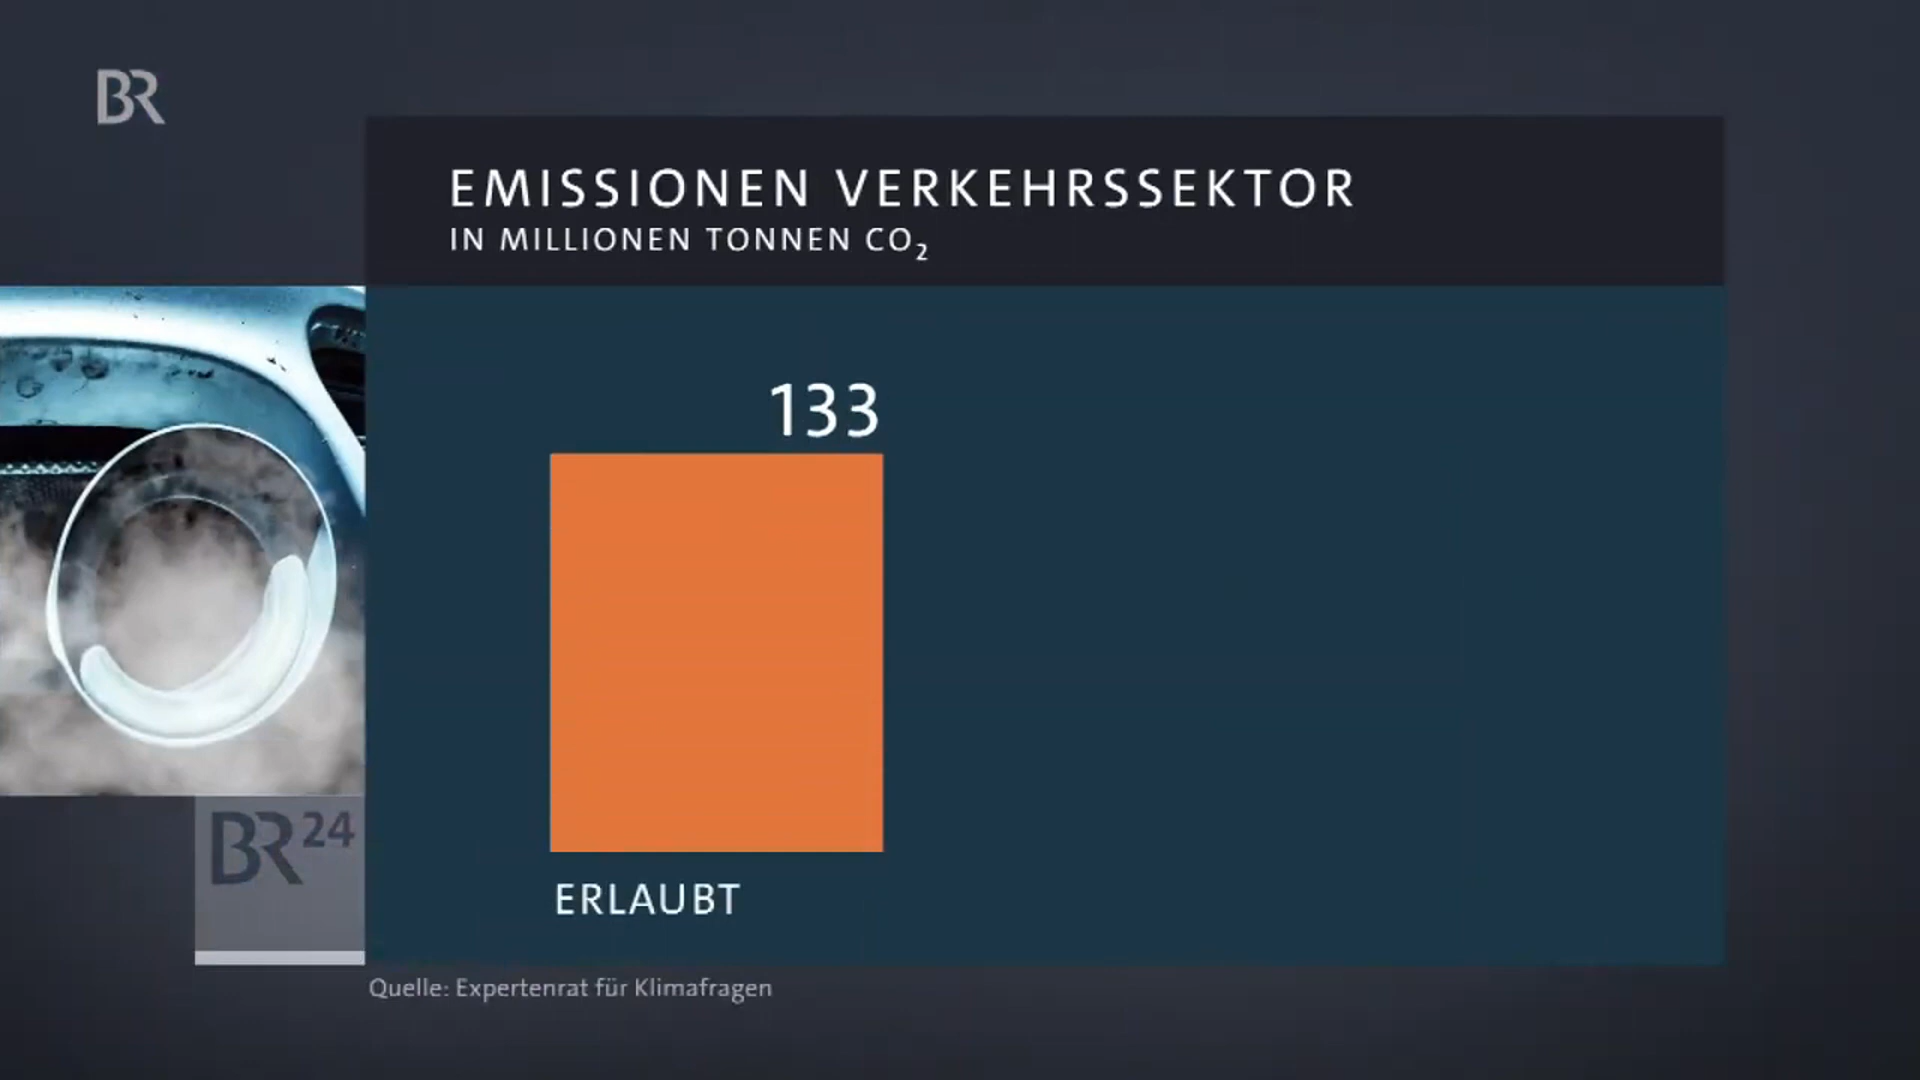 BR
EMISSIONEN VERKEHRSSEKTOR
IN MILLIONEN TONNEN CO₂
133
ERLAUBT
BR24
Quelle: Expertenrat für Klimafragen